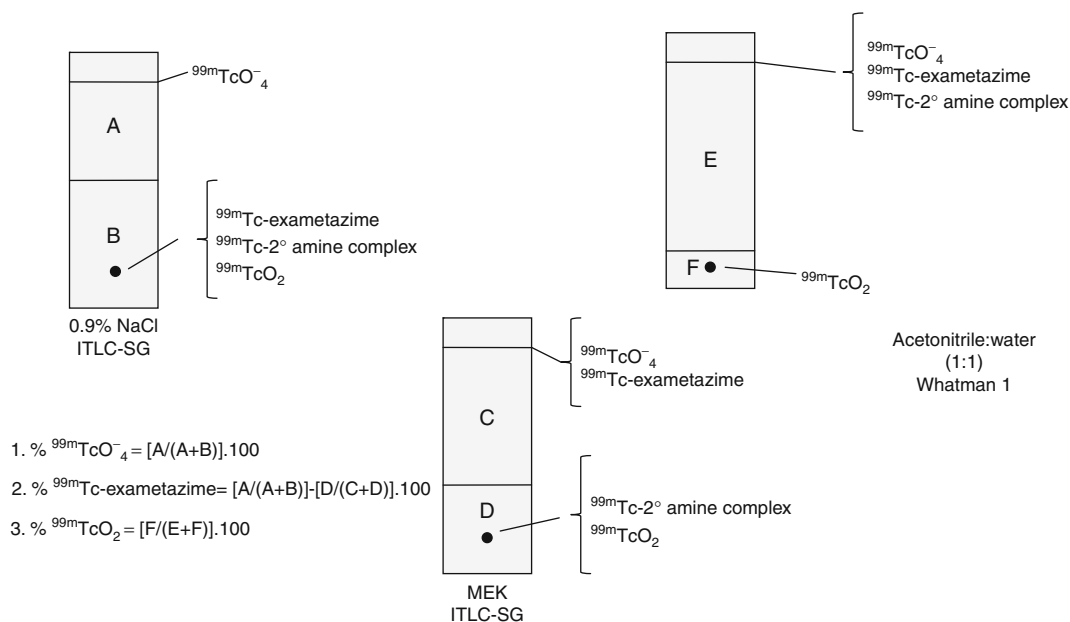 ⁹⁹ᵐTcO⁻₄
A
B
⁹⁹ᵐTc-exametazime
⁹⁹ᵐTc-2° amine complex
⁹⁹ᵐTcO₂
0.9% NaCl
ITLC-SG
⁹⁹ᵐTcO⁻₄
⁹⁹ᵐTc-exametazime
⁹⁹ᵐTc-2° amine complex
E
F
⁹⁹ᵐTcO₂
Acetonitrile:water
(1:1)
Whatman 1
⁹⁹ᵐTcO⁻₄
⁹⁹ᵐTc-exametazime
C
D
⁹⁹ᵐTc-2° amine complex
⁹⁹ᵐTcO₂
MEK
ITLC-SG
1. % ⁹⁹ᵐTcO⁻₄ = [A/(A+B)].100
2. % ⁹⁹ᵐTc-exametazime= [A/(A+B)]-[D/(C+D)].100
3. % ⁹⁹ᵐTcO₂ = [F/(E+F)].100